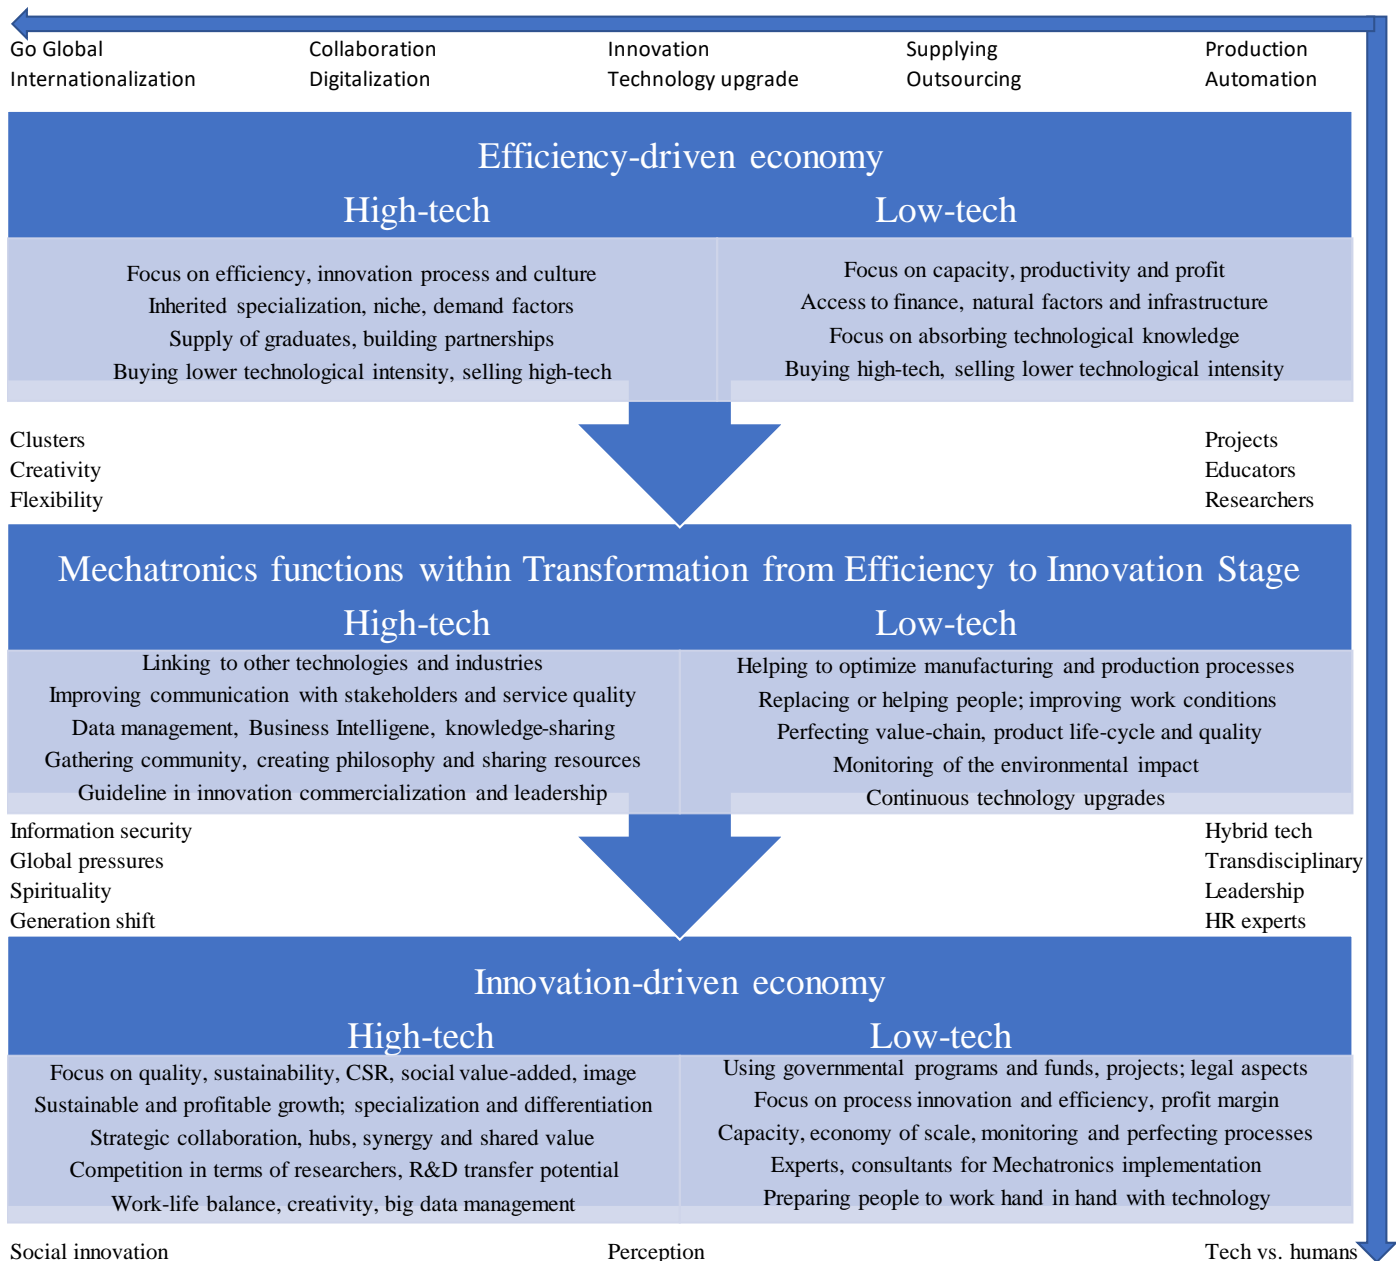 Go Global Collaboration Innovation Supplying Production
Internationalization Digitalization Technology upgrade Outsourcing Automation
Efficiency-driven economy
High-tech Low-tech
Focus on efficiency, innovation process and culture
Inherited specialization, niche, demand factors
Supply of graduates, building partnerships
Buying lower technological intensity, selling high-tech
Focus on capacity, productivity and profit
Access to finance, natural factors and infrastructure
Focus on absorbing technological knowledge
Buying high-tech, selling lower technological intensity
Clusters
Creativity
Flexibility
Projects
Educators
Researchers
Mechatronics functions within Transformation from Efficiency to Innovation Stage
High-tech Low-tech
Linking to other technologies and industries
Improving communication with stakeholders and service quality
Data management, Business Intelligene, knowledge-sharing
Gathering community, creating philosophy and sharing resources
Guideline in innovation commercialization and leadership
Helping to optimize manufacturing and production processes
Replacing or helping people; improving work conditions
Perfecting value-chain, product life-cycle and quality
Monitoring of the environmental impact
Continuous technology upgrades
Information security
Global pressures
Spirituality
Generation shift
Hybrid tech
Transdisciplinary
Leadership
HR experts
Innovation-driven economy
High-tech Low-tech
Focus on quality, sustainability, CSR, social value-added, image
Sustainable and profitable growth; specialization and differentiation
Strategic collaboration, hubs, synergy and shared value
Competition in terms of researchers, R&D transfer potential
Work-life balance, creativity, big data management
Using governmental programs and funds, projects; legal aspects
Focus on process innovation and efficiency, profit margin
Capacity, economy of scale, monitoring and perfecting processes
Experts, consultants for Mechatronics implementation
Preparing people to work hand in hand with technology
Social innovation Perception Tech vs. humans